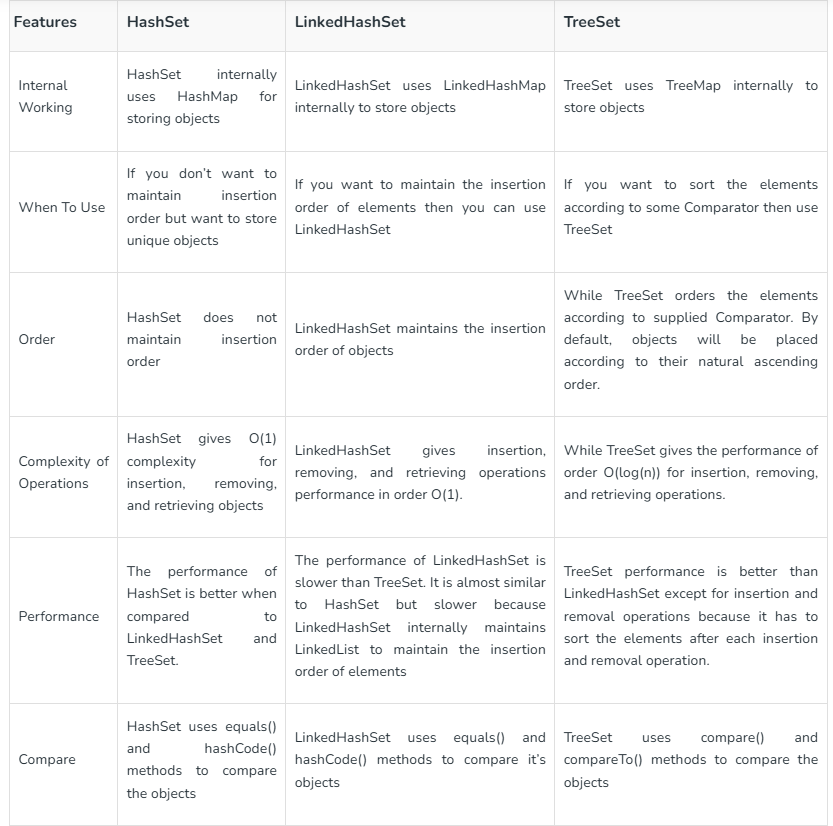 Features HashSet LinkedHashSet TreeSet
Internal
Working
HashSet internally
uses HashMap for
storing objects
LinkedHashSet uses LinkedHashMap
internally to store objects
TreeSet uses TreeMap internally to
store objects
When To Use
If you don’t want to
maintain insertion
order but want to store
unique objects
If you want to maintain the insertion
order of elements then you can use
LinkedHashSet
If you want to sort the elements
according to some Comparator then use
TreeSet
Order
HashSet does not
maintain insertion
order
LinkedHashSet maintains the insertion
order of objects
While TreeSet orders the elements
according to supplied Comparator. By
default, objects will be placed
according to their natural ascending
order.
Complexity of
Operations
HashSet gives O(1)
complexity for
insertion, removing,
and retrieving objects
LinkedHashSet gives insertion,
removing, and retrieving operations
performance in order O(1).
While TreeSet gives the performance of
order O(log(n)) for insertion, removing,
and retrieving operations.
Performance
The performance of
HashSet is better when
compared to
LinkedHashSet and
TreeSet.
The performance of LinkedHashSet is
slower than TreeSet. It is almost similar
to HashSet but slower because
LinkedHashSet internally maintains
LinkedList to maintain the insertion
order of elements
TreeSet performance is better than
LinkedHashSet except for insertion and
removal operations because it has to
sort the elements after each insertion
and removal operation.
Compare
HashSet uses equals()
and hashCode()
methods to compare
the objects
LinkedHashSet uses equals() and
hashCode() methods to compare it’s
objects
TreeSet uses compare() and
compareTo() methods to compare the
objects